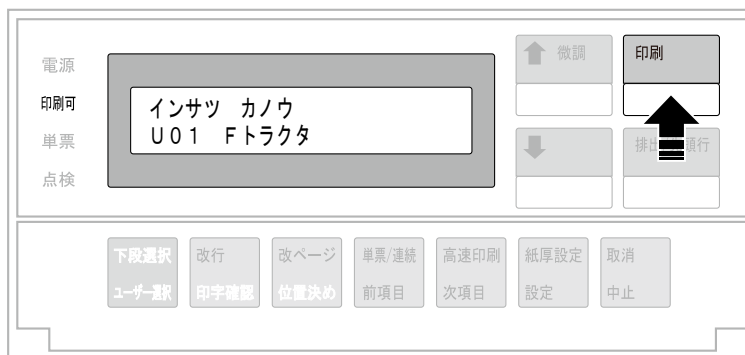 電源
印刷可
単票
点検
インサツ カノウ
U01 Fトラクタ
微調
印刷
排出
頭行
下段選択
ユーザー選択
改行
印字確認
改ページ
位置決め
単票/連続
前項目
高速印刷
次項目
紙厚設定
設定
取消
中止